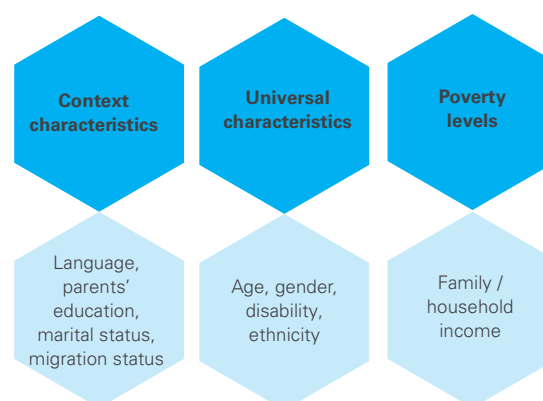 Context
characteristics
Universal
characteristics
Poverty
levels
Language,
parents'
education,
marital status,
migration status
Age, gender,
disability,
ethnicity
Family /
household
income